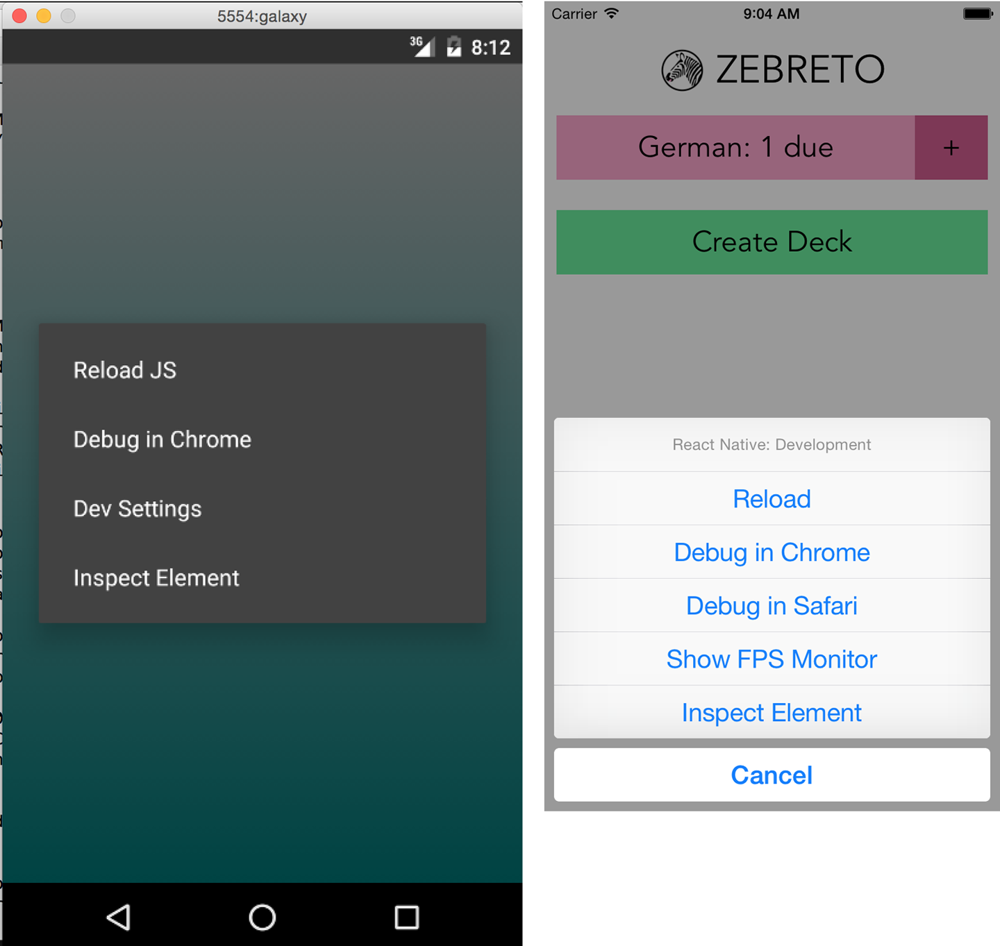 5554:galaxy
3G 8:12
Reload JS
Debug in Chrome
Dev Settings
Inspect Element
Carrier 9:04 AM
ZEBRETO
German: 1 due +
Create Deck
React Native: Development
Reload
Debug in Chrome
Debug in Safari
Show FPS Monitor
Inspect Element
Cancel